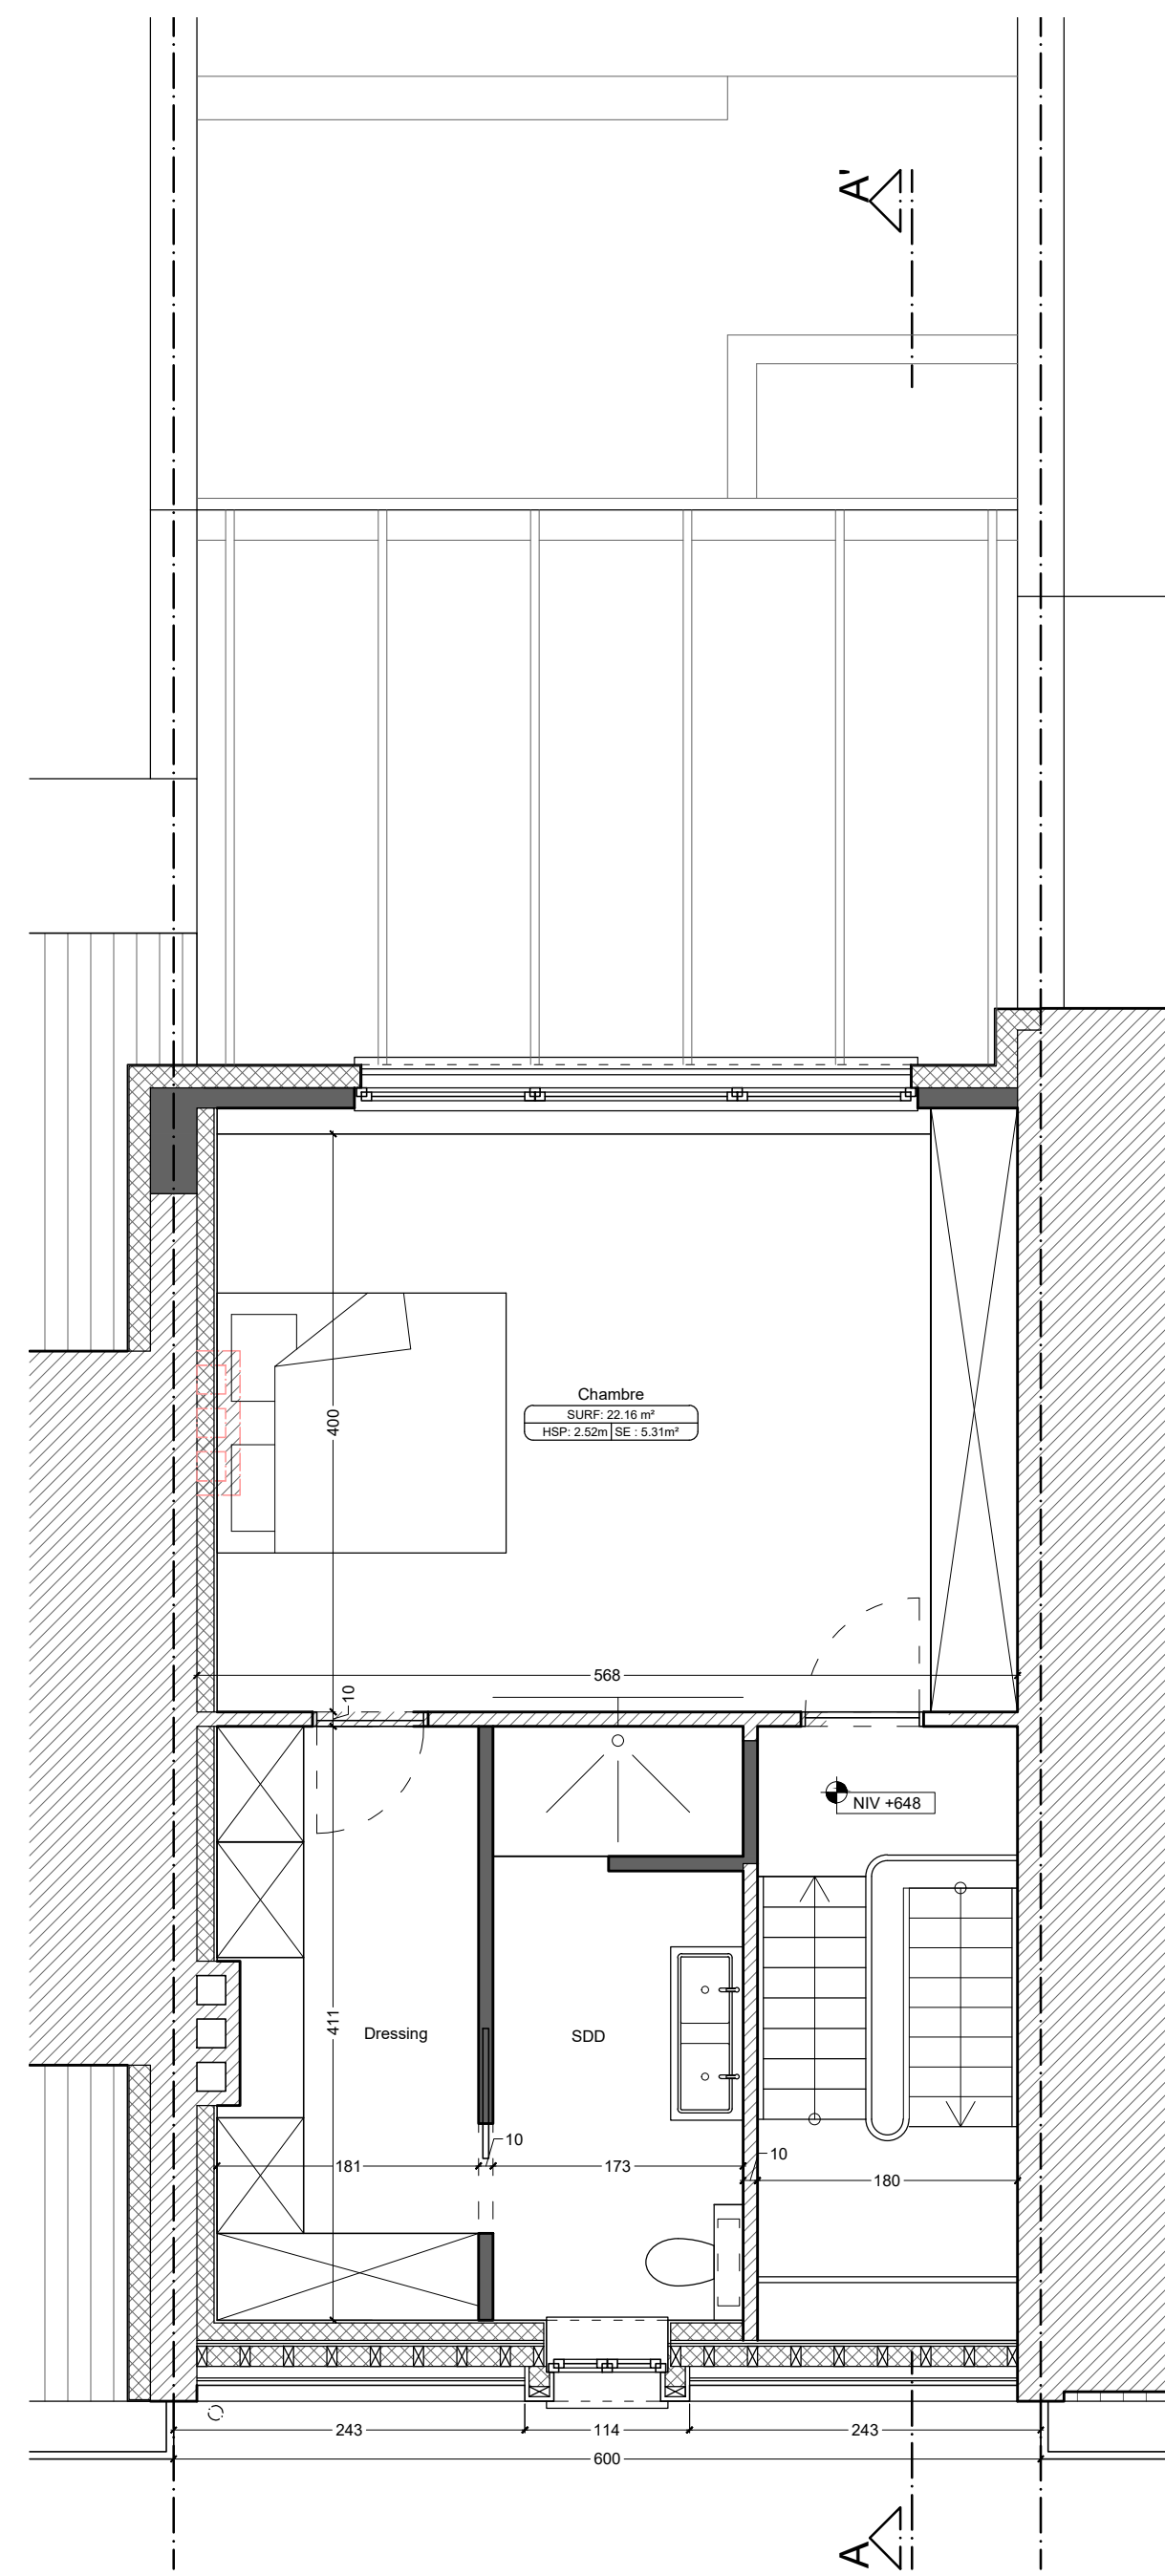 A'
Chambre
SURF: 22.16 m²
HSP: 2.52m SE : 5.31m²
400
568
10
NIV +648
411
Dressing
SDD
10
181
173
10
180
243
114
243
600
A